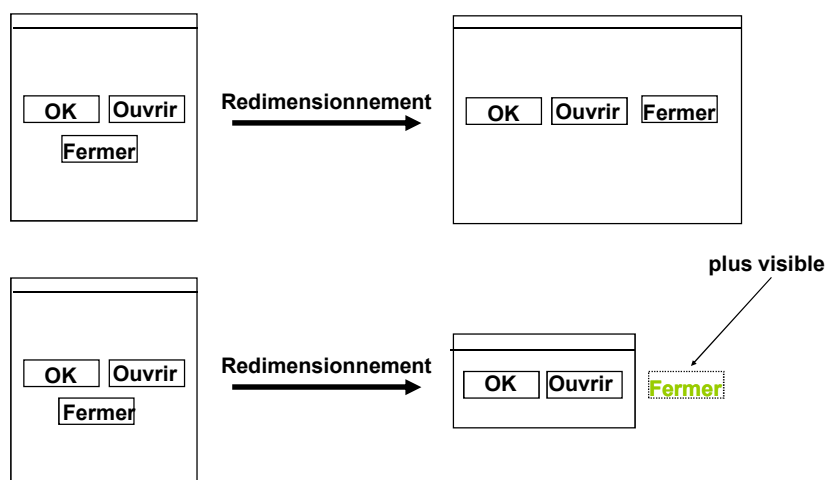 OK Ouvrir
Fermer
Redimensionnement
OK Ouvrir Fermer
plus visible
OK Ouvrir
Fermer
Redimensionnement
OK Ouvrir Fermer